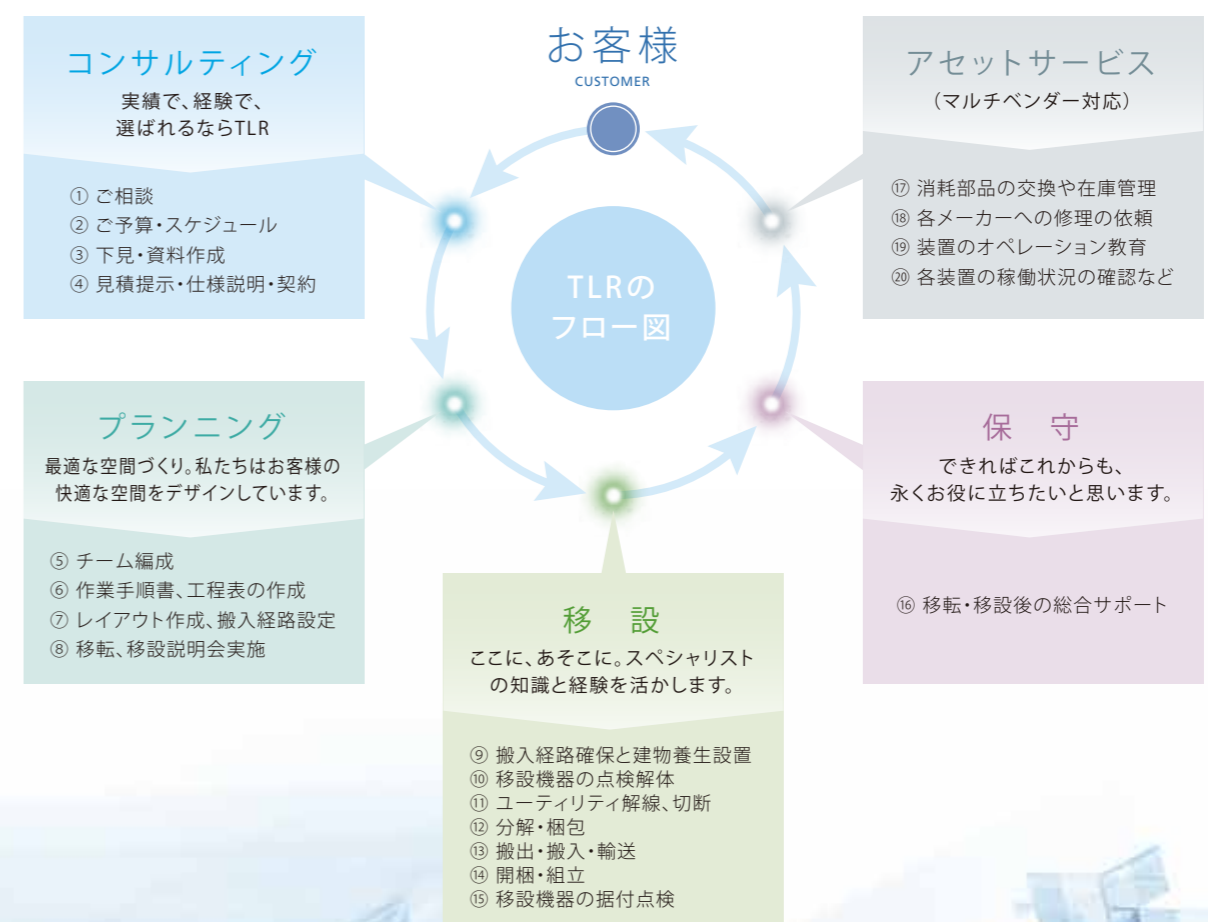 お客様
CUSTOMER
TLRの
フロー図
コンサルティング
実績で、経験で、
選ばれるならTLR
① ご相談
② ご予算・スケジュール
③ 下見・資料作成
④ 見積提示・仕様説明・契約
プランニング
最適な空間づくり。私たちはお客様の
快適な空間をデザインしています。
⑤ チーム編成
⑥ 作業手順書、工程表の作成
⑦ レイアウト作成、搬入経路設定
⑧ 移転、移設説明会実施
移 設
ここに、あそこに。スペシャリスト
の知識と経験を活かします。
⑨ 搬入経路確保と建物養生設置
⑩ 移設機器の点検解体
⑪ ユーティリティ解線、切断
⑫ 分解・梱包
⑬ 搬出・搬入・輸送
⑭ 開梱・組立
⑮ 移設機器の据付点検
保 守
できればこれからも、
永くお役に立ちたいと思います。
⑯ 移転・移設後の総合サポート
アセットサービス
（マルチベンダー対応）
⑰ 消耗部品の交換や在庫管理
⑱ 各メーカーへの修理の依頼
⑲ 装置のオペレーション教育
⑳ 各装置の稼働状況の確認など